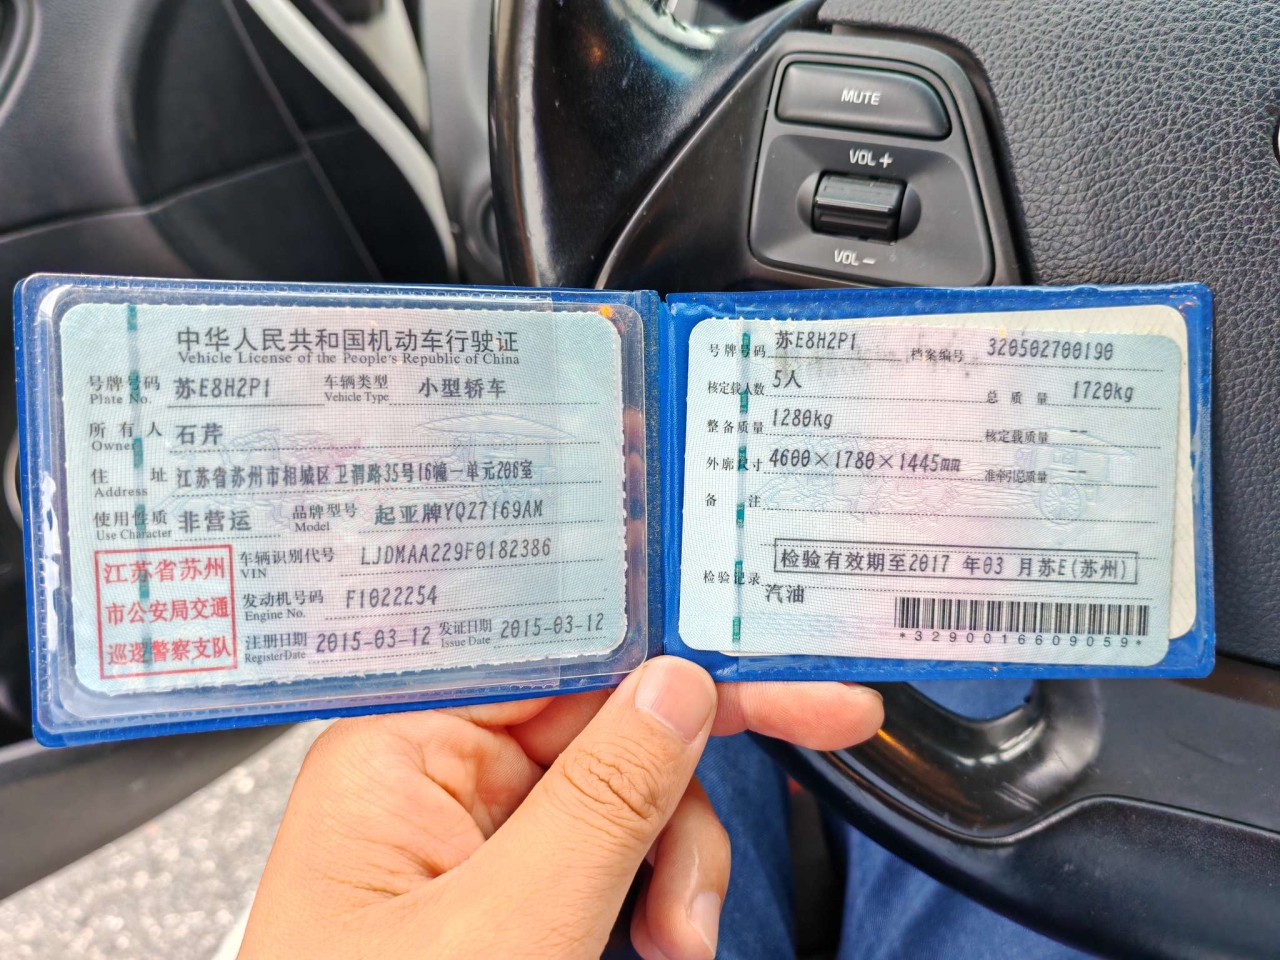 MUTE
VOL +
VOL −
中华人民共和国机动车行驶证
Vehicle License of the People's Republic of China
号牌号码 苏E8H2P1 车辆类型 小型轿车
Plate No. Vehicle Type
所有人 石芹
Owner
住址 江苏省苏州市相城区卫泗路35号16幢一单元206室
Address
使用性质 非营运 品牌型号 起亚牌YQZ7169AM
Use Character Model
江苏省苏州
市公安局交通
巡逻警察支队
车辆识别代号 LJDMAA229F0182386
VIN
发动机号码 F1022254
Engine No.
注册日期 2015-03-12 发证日期 2015-03-12
Register Date Issue Date
号牌号码 苏E8H2P1 档案编号 320502700190
核定载人数 5人 总质量 1720kg
整备质量 1280kg 核定载质量 --
外廓尺寸 4600×1780×1445mm 准牵引总质量 --
备注
检验有效期至2017 年03 月苏E(苏州)
检验记录
汽油
*3290016609059*